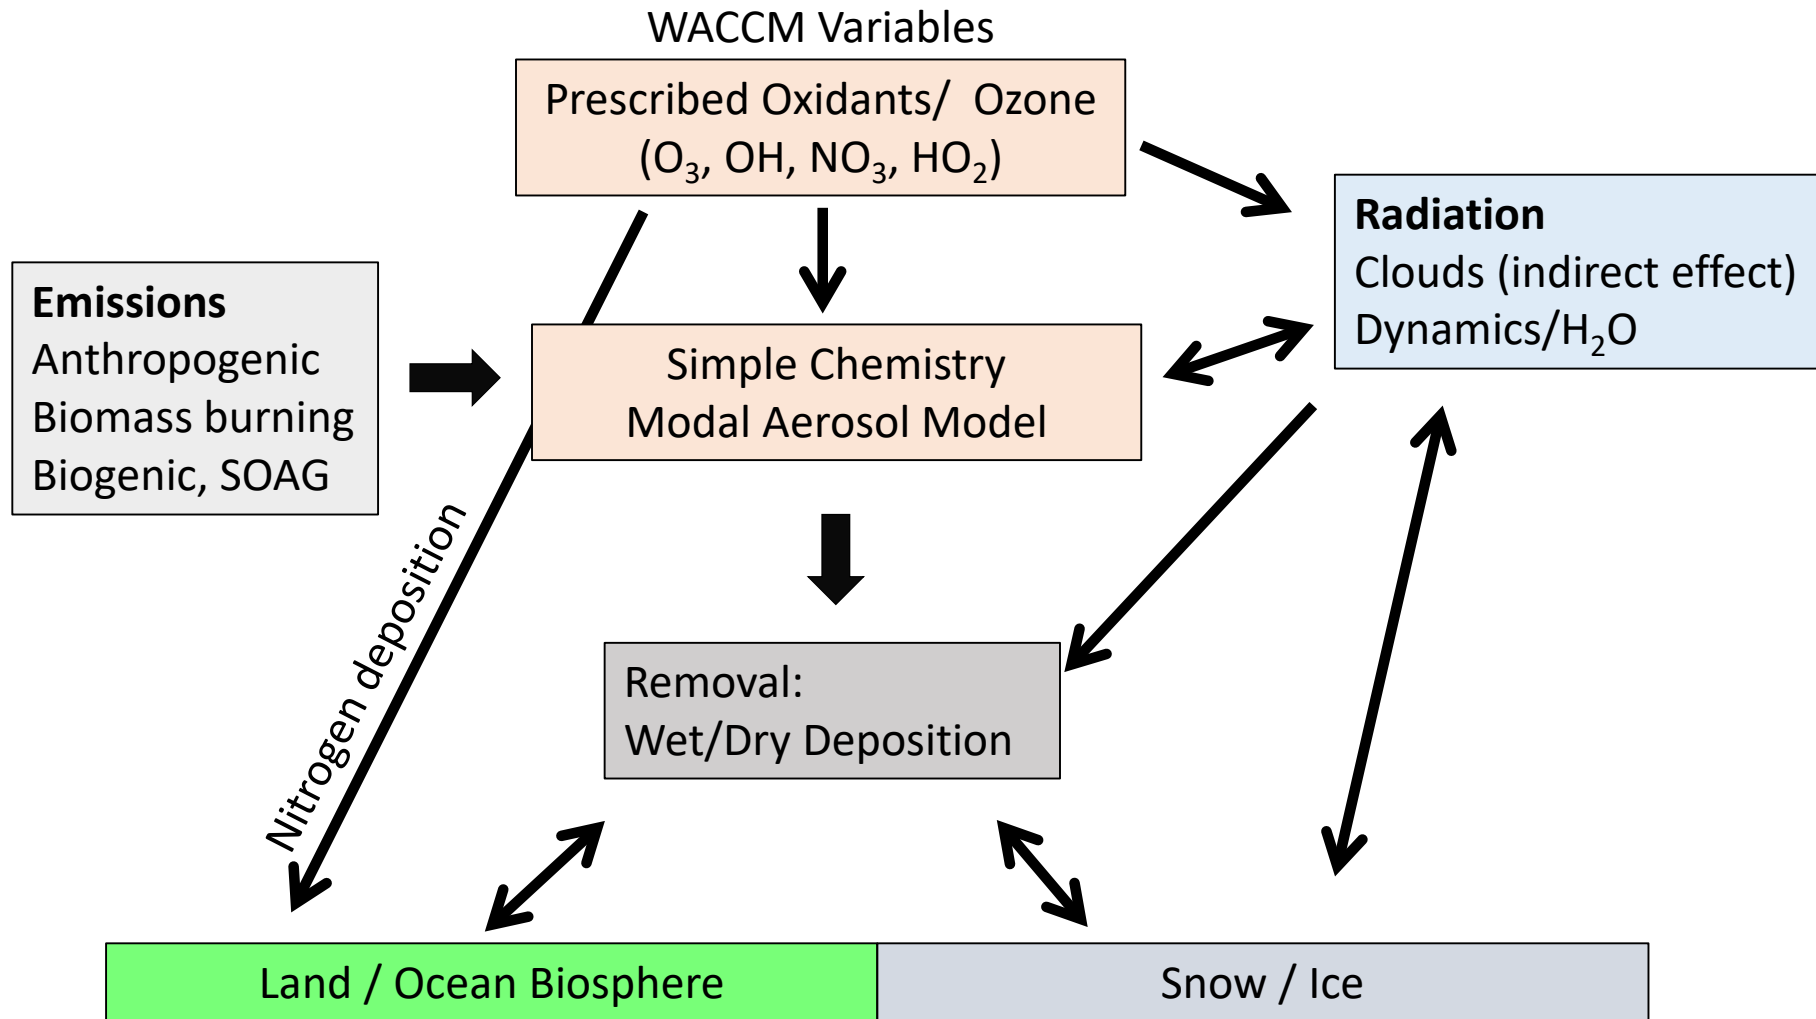 WACCM Variables
Prescribed Oxidants/ Ozone
(O₃, OH, NO₃, HO₂)
Radiation
Clouds (indirect effect)
Dynamics/H₂O
Emissions
Anthropogenic
Biomass burning
Biogenic, SOAG
Simple Chemistry
Modal Aerosol Model
Nitrogen deposition
Removal:
Wet/Dry Deposition
Land / Ocean Biosphere
Snow / Ice